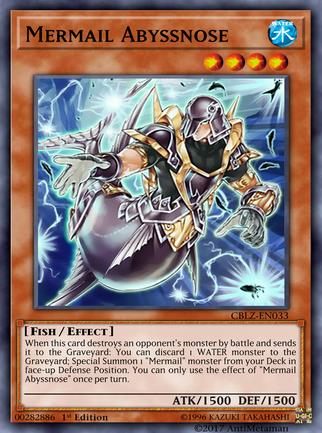 MERMAIL ABYSSNOSE
WATER
水
CBLZ-EN033
[FISH / EFFECT]
When this card destroys an opponent's monster by battle and
sends it to the Graveyard: You can discard 1 WATER monster to the
Graveyard; Special Summon 1 "Mermail" monster from your Deck in
face-up Defense Position. You can only use the effect of "Mermail
Abyssnose" once per turn.
ATK/1500 DEF/1500
00282886 1st Edition ©1996 KAZUKI TAKAHASHI
©2017 AntiMetaman